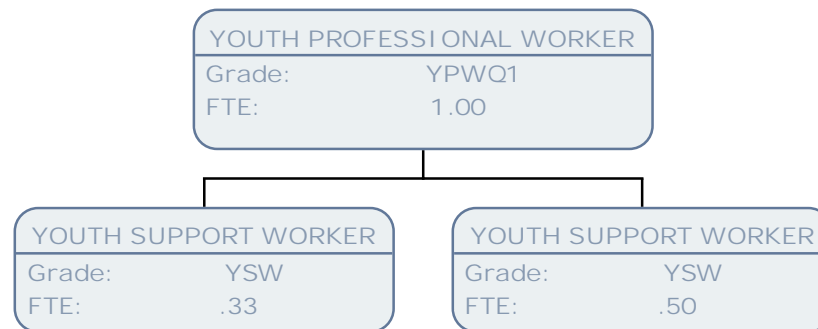 YOUTH PROFESSIONAL WORKER
Grade: YPWQ1
FTE: 1.00
YOUTH SUPPORT WORKER
Grade: YSW
FTE: .33
YOUTH SUPPORT WORKER
Grade: YSW
FTE: .50